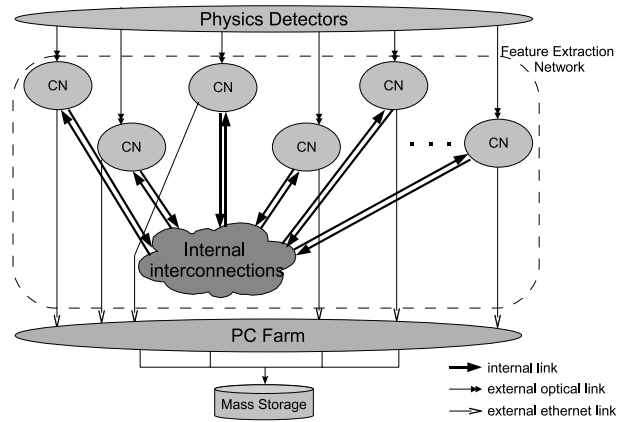 Physics Detectors
Feature Extraction
Network
CN
CN
CN
CN
CN
CN
. . .
Internal
interconnections
PC Farm
Mass Storage
internal link
external optical link
external ethernet link